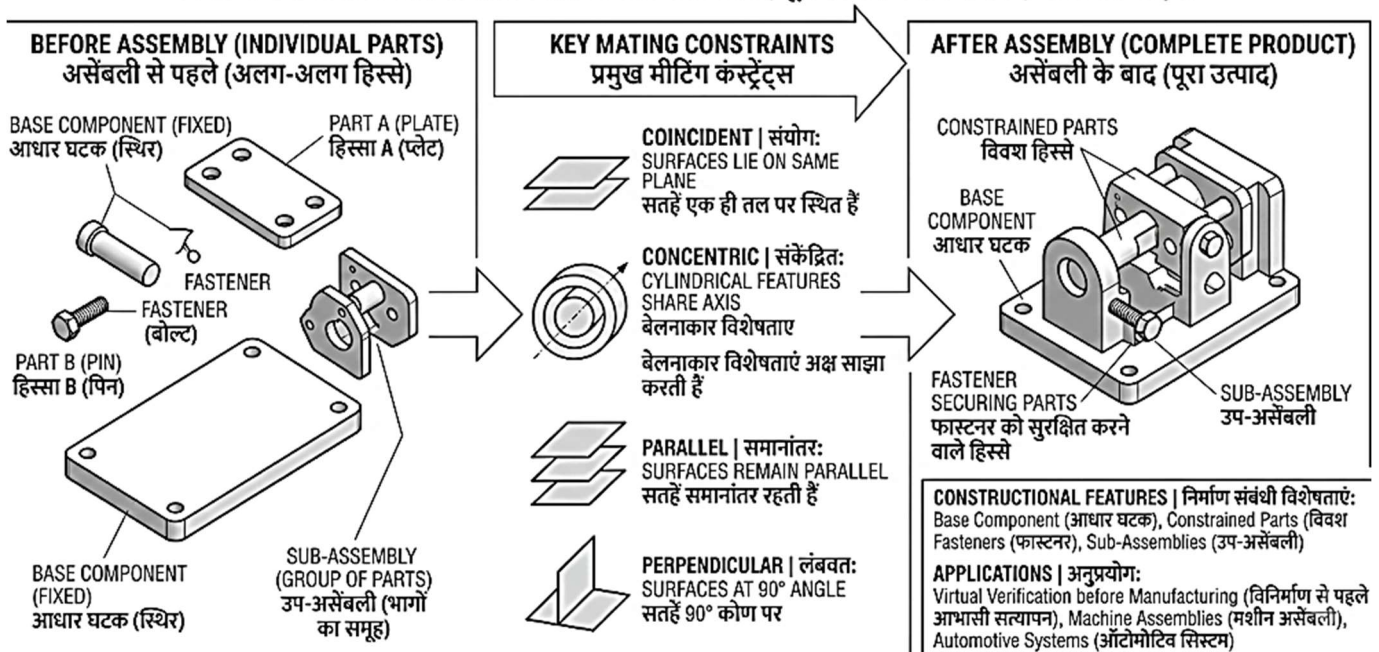 BEFORE ASSEMBLY (INDIVIDUAL PARTS)
असेंबली से पहले (अलग-अलग हिस्से)
BASE COMPONENT (FIXED)
आधार घटक (स्थिर)
PART A (PLATE)
हिस्सा A (प्लेट)
FASTENER
FASTENER
(बोल्ट)
PART B (PIN)
हिस्सा B (पिन)
BASE COMPONENT
(FIXED)
आधार घटक (स्थिर)
SUB-ASSEMBLY
(GROUP OF PARTS)
उप-असेंबली (भागों
का समूह)
KEY MATING CONSTRAINTS
प्रमुख मीटिंग कंस्ट्रेंट्स
COINCIDENT | संयोग:
SURFACES LIE ON SAME
PLANE
सतहें एक ही तल पर स्थित हैं
CONCENTRIC | संकेंद्रित:
CYLINDRICAL FEATURES
SHARE AXIS
बेलनाकार विशेषताए
बेलनाकार विशेषताएं अक्ष साझा
करती हैं
PARALLEL | समानांतर:
SURFACES REMAIN PARALLEL
सतहें समानांतर रहती हैं
PERPENDICULAR | लंबवत:
SURFACES AT 90° ANGLE
सतहें 90° कोण पर
AFTER ASSEMBLY (COMPLETE PRODUCT)
असेंबली के बाद (पूरा उत्पाद)
CONSTRAINED PARTS
विवश हिस्से
BASE
COMPONENT
आधार घटक
FASTENER
SECURING PARTS
फास्टनर को सुरक्षित करने
वाले हिस्से
SUB-ASSEMBLY
उप-असेंबली
CONSTRUCTIONAL FEATURES | निर्माण संबंधी विशेषताएं:
Base Component (आधार घटक), Constrained Parts (विवश
Fasteners (फास्टनर), Sub-Assemblies (उप-असेंबली)
APPLICATIONS | अनुप्रयोग:
Virtual Verification before Manufacturing (विनिर्माण से पहले
आभासी सत्यापन), Machine Assemblies (मशीन असेंबली),
Automotive Systems (ऑटोमोटिव सिस्टम)